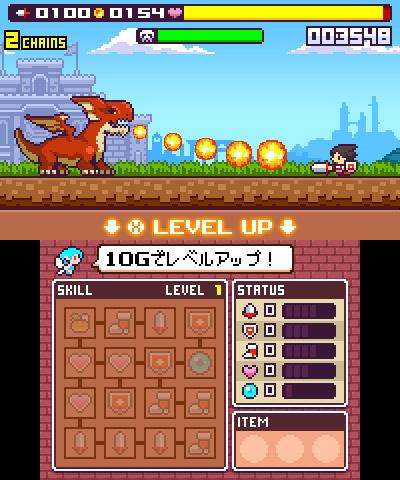 0100 0154
2 CHAINS 003548
LEVEL UP
10Gでレベルアップ!
SKILL LEVEL 1
STATUS
0
0
0
0
0
ITEM